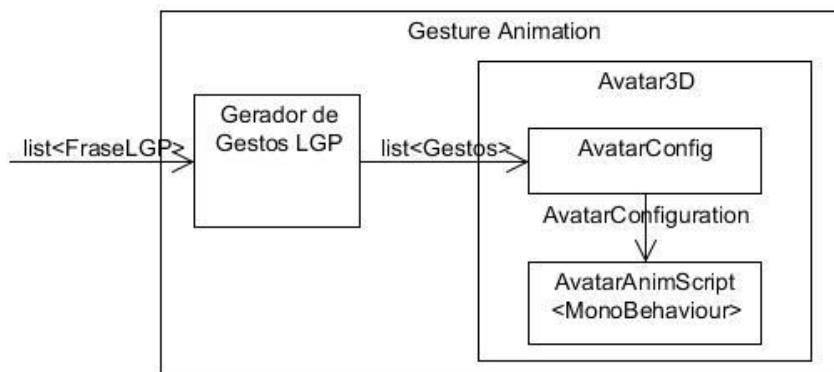 Gesture Animation
Avatar3D
Gerador de
Gestos LGP
list<FraseLGP>
list<Gestos>
AvatarConfig
AvatarConfiguration
AvatarAnimScript
<MonoBehaviour>